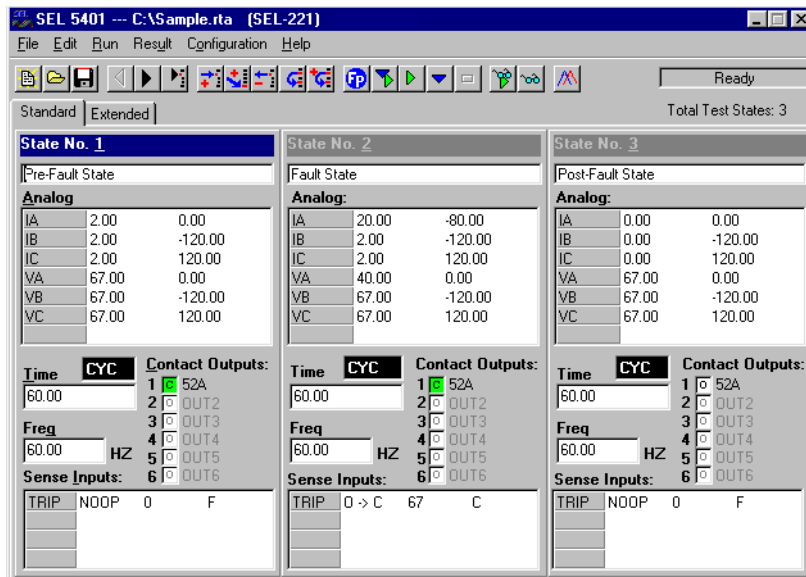 SEL 5401 --- C:\Sample.rta (SEL-221)
File Edit Run Result Configuration Help
FP Ready
Standard Extended Total Test States: 3
State No. 1
Pre-Fault State
Analog
IA 2.00 0.00
IB 2.00 -120.00
IC 2.00 120.00
VA 67.00 0.00
VB 67.00 -120.00
VC 67.00 120.00
Time CYC Contact Outputs:
60.00
1 C 52A
2 O OUT2
3 O OUT3
4 O OUT4
5 O OUT5
6 O OUT6
Freq
60.00 HZ
Sense Inputs:
TRIP NOOP 0 F
State No. 2
Fault State
Analog:
IA 20.00 -80.00
IB 2.00 -120.00
IC 2.00 120.00
VA 40.00 0.00
VB 67.00 -120.00
VC 67.00 120.00
Time CYC Contact Outputs:
60.00
1 C 52A
2 O OUT2
3 O OUT3
4 O OUT4
5 O OUT5
6 O OUT6
Freq
60.00 HZ
Sense Inputs:
TRIP O -> C 67 C
State No. 3
Post-Fault State
Analog:
IA 0.00 0.00
IB 0.00 -120.00
IC 0.00 120.00
VA 67.00 0.00
VB 67.00 -120.00
VC 67.00 120.00
Time CYC Contact Outputs:
60.00
1 O 52A
2 O OUT2
3 O OUT3
4 O OUT4
5 O OUT5
6 O OUT6
Freq
60.00 HZ
Sense Inputs:
TRIP NOOP 0 F